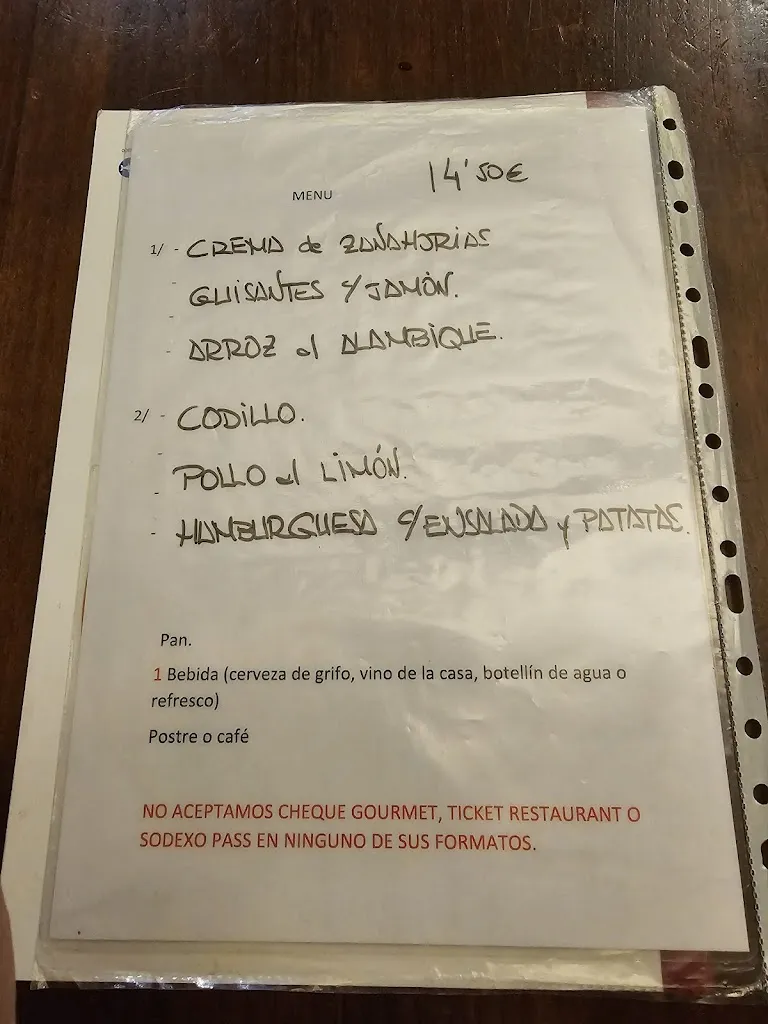 MENU 14'50€
1/ - CREMA de ZANAHORIAS
- GUISANTES c/ JAMÓN.
- ARROZ al ALAMBIQUE.
2/ - CODILLO.
- POLLO al LIMÓN.
- HAMBURGUESA c/ ENSALADA y PATATAS.
Pan.
1 Bebida (cerveza de grifo, vino de la casa, botellín de agua o
refresco)
Postre o café
NO ACEPTAMOS CHEQUE GOURMET, TICKET RESTAURANT O
SODEXO PASS EN NINGUNO DE SUS FORMATOS.